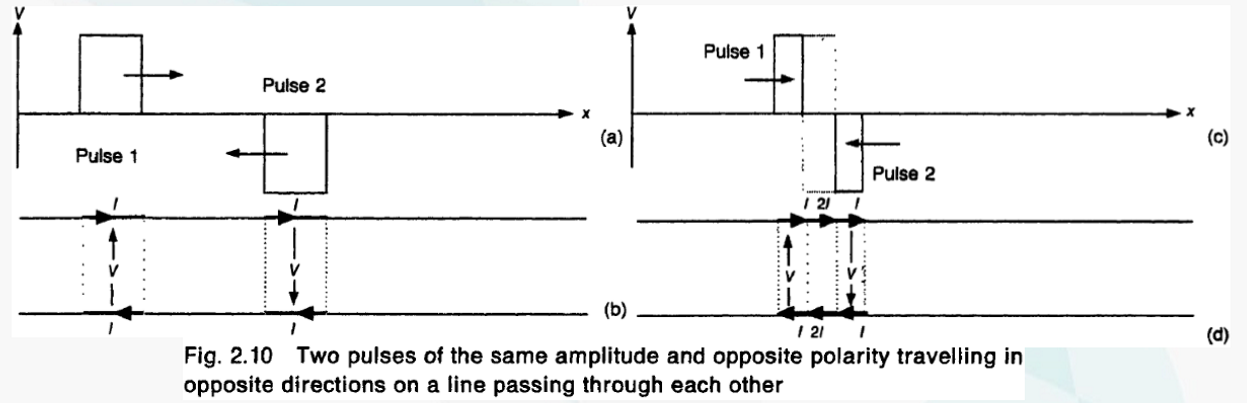 V
Pulse 2
x
(a)
Pulse 1
I I
V V
(b)
I I
V
Pulse 1
x
(c)
Pulse 2
I 2I I
V V
I 2I I
(d)
Fig. 2.10 Two pulses of the same amplitude and opposite polarity travelling in
opposite directions on a line passing through each other